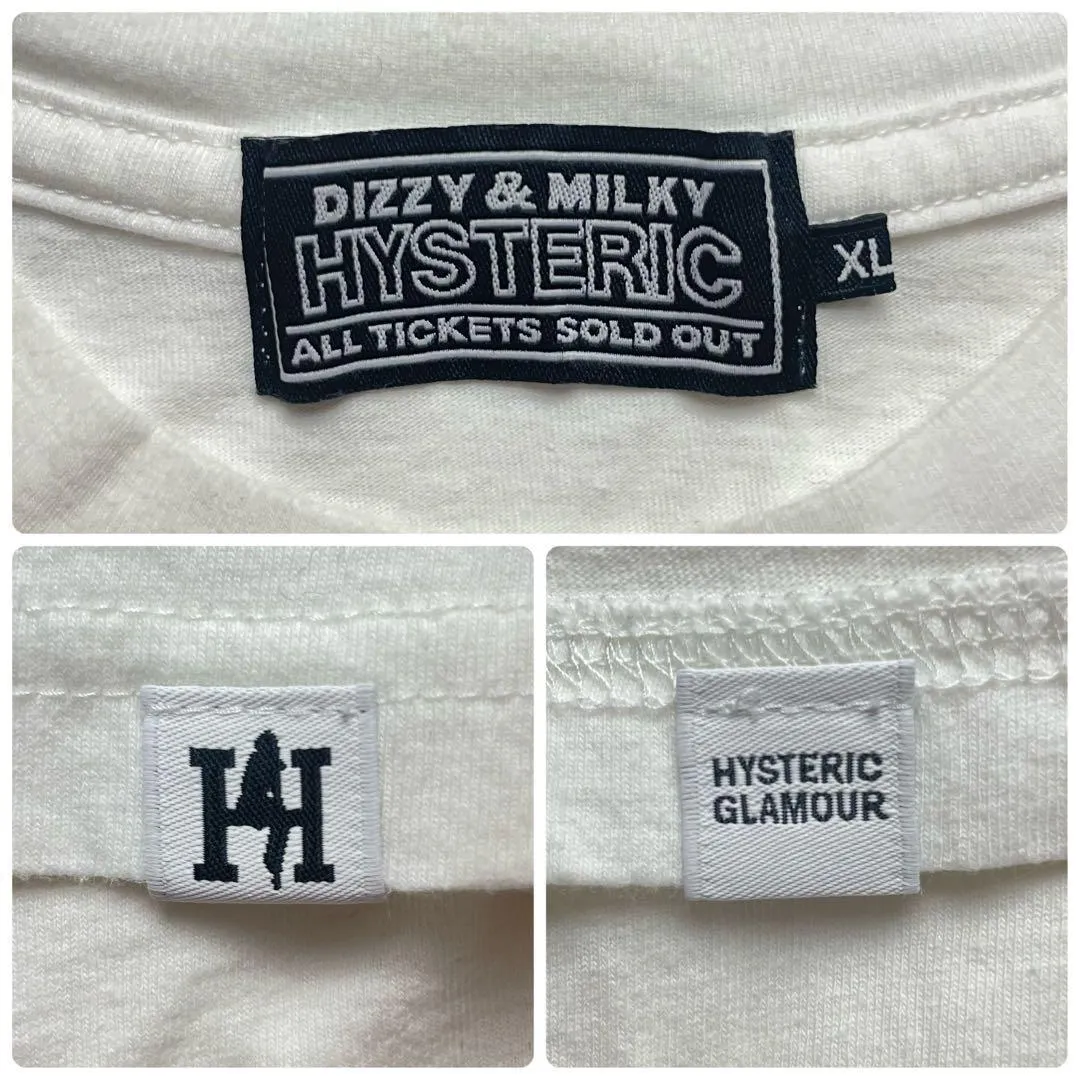 DIZZY & MILKY
HYSTERIC
ALL TICKETS SOLD OUT
XL
H
HYSTERIC
GLAMOUR